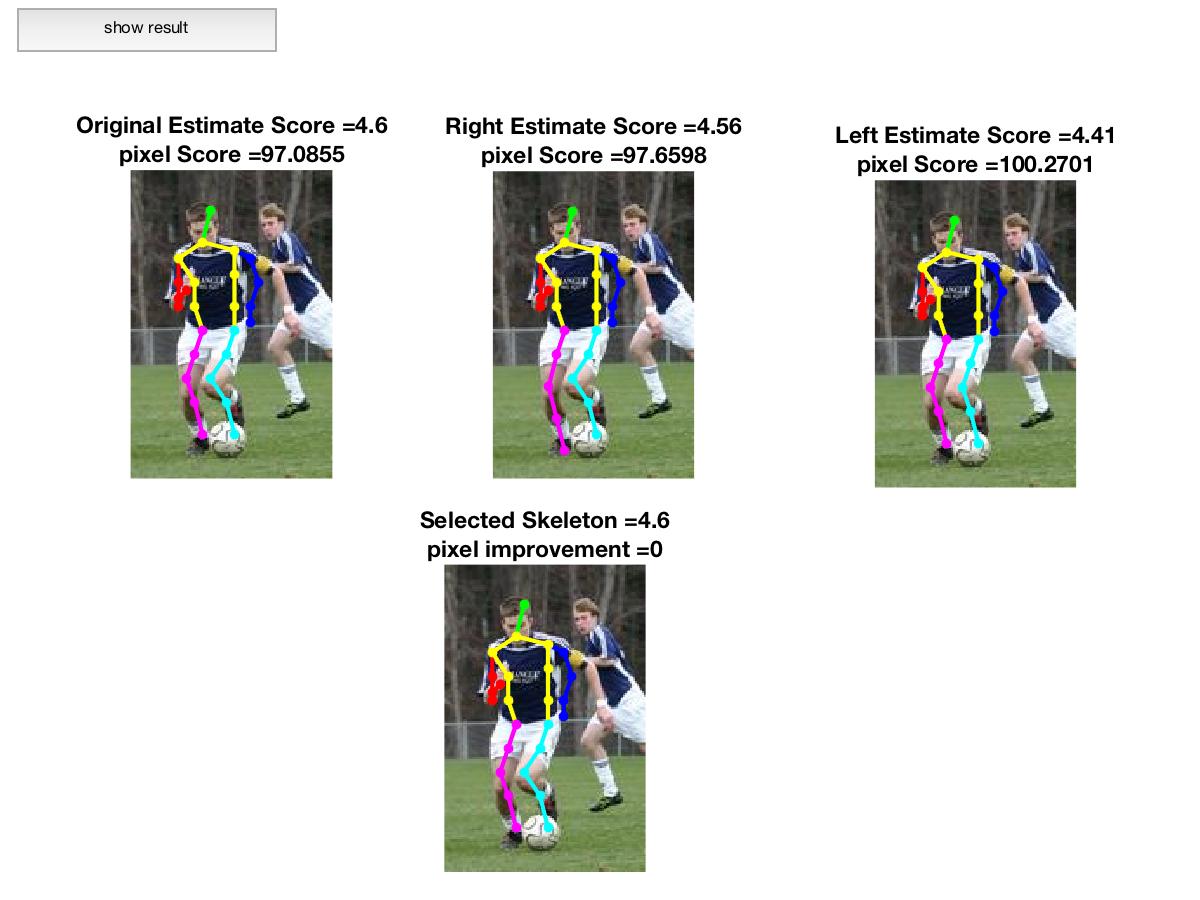 show result
Original Estimate Score =4.6
pixel Score =97.0855
Right Estimate Score =4.56
pixel Score =97.6598
Left Estimate Score =4.41
pixel Score =100.2701
Selected Skeleton =4.6
pixel improvement =0